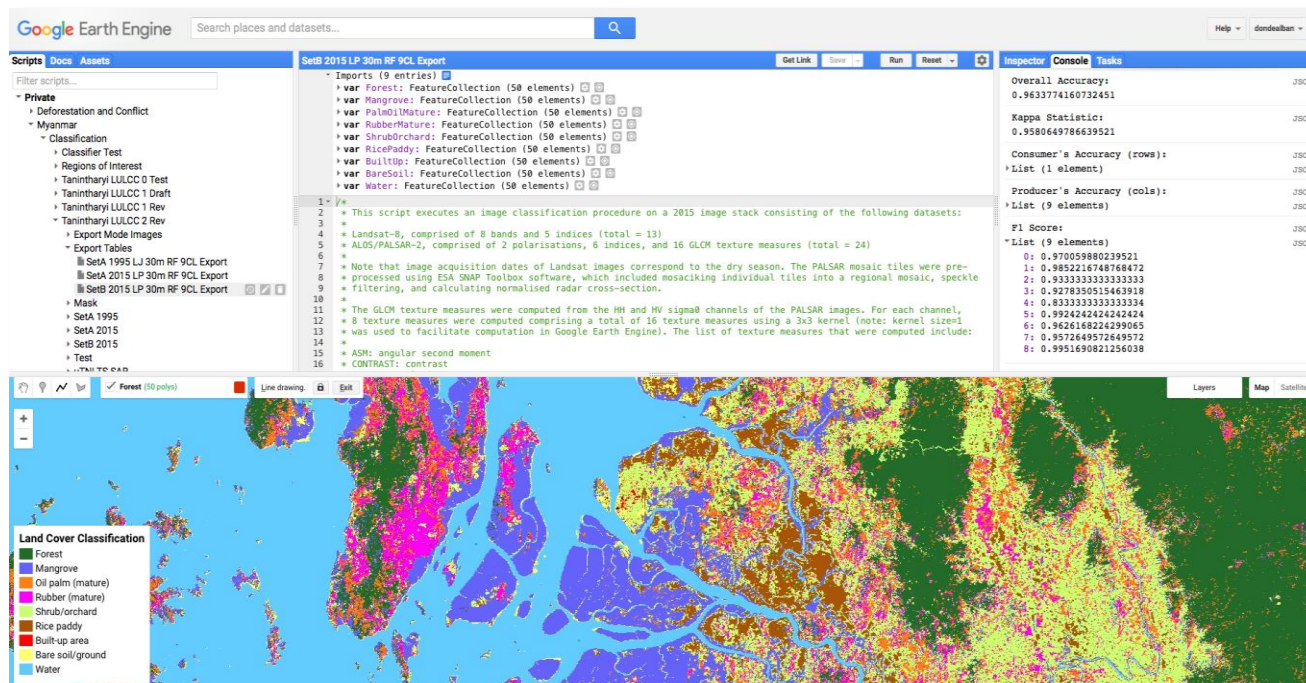 Google Earth Engine
Search places and datasets...
Help
dondealban
Scripts Docs Assets
Filter scripts...
Private
Deforestation and Conflict
Myanmar
Classification
Classifier Test
Regions of Interest
Tanintharyi LULCC 0 Test
Tanintharyi LULCC 1 Draft
Tanintharyi LULCC 1 Rev
Tanintharyi LULCC 2 Rev
Export Mode Images
Export Tables
SetA 1995 LJ 30m RF 9CL Export
SetA 2015 LP 30m RF 9CL Export
SetB 2015 LP 30m RF 9CL Export
Mask
SetA 1995
SetA 2015
SetB 2015
Test
SetB 2015 LP 30m RF 9CL Export
Get Link Save Run Reset
Imports (9 entries)
var Forest: FeatureCollection (50 elements)
var Mangrove: FeatureCollection (50 elements)
var PalmOilMature: FeatureCollection (50 elements)
var RubberMature: FeatureCollection (50 elements)
var ShrubOrchard: FeatureCollection (50 elements)
var RicePaddy: FeatureCollection (50 elements)
var BuiltUp: FeatureCollection (50 elements)
var BareSoil: FeatureCollection (50 elements)
var Water: FeatureCollection (50 elements)
1 /*
2 * This script executes an image classification procedure on a 2015 image stack consisting of the following datasets:
3 *
4 * Landsat-8, comprised of 8 bands and 5 indices (total = 13)
5 * ALOS/PALSAR-2, comprised of 2 polarisations, 6 indices, and 16 GLCM texture measures (total = 24)
6 *
7 * Note that image acquisition dates of Landsat images correspond to the dry season. The PALSAR mosaic tiles were pre-
8 * processed using ESA SNAP Toolbox software, which included mosaicking individual tiles into a regional mosaic, speckle
9 * filtering, and calculating normalised radar cross-section.
10 *
11 * The GLCM texture measures were computed from the HH and HV sigma0 channels of the PALSAR images. For each channel,
12 * 8 texture measures were computed comprising a total of 16 texture measures using a 3x3 kernel (note: kernel size=1
13 * was used to facilitate computation in Google Earth Engine). The list of texture measures that were computed include:
14 *
15 * ASM: angular second moment
16 * CONTRAST: contrast
Inspector Console Tasks
Overall Accuracy:
0.9633774160732451
Kappa Statistic:
0.9580649786639521
Consumer's Accuracy (rows):
List (1 element)
Producer's Accuracy (cols):
List (9 elements)
F1 Score:
List (9 elements)
0: 0.970059880239521
1: 0.9852216748768472
2: 0.9333333333333333
3: 0.9278350515463918
4: 0.8333333333333334
5: 0.9924242424242424
6: 0.9626168224299065
7: 0.9572649572649572
8: 0.9951690821256038
Forest (50 polys)
Line drawing. Exit
Layers
Map Satellite
+
-
Land Cover Classification
Forest
Mangrove
Oil palm (mature)
Rubber (mature)
Shrub/orchard
Rice paddy
Built-up area
Bare soil/ground
Water